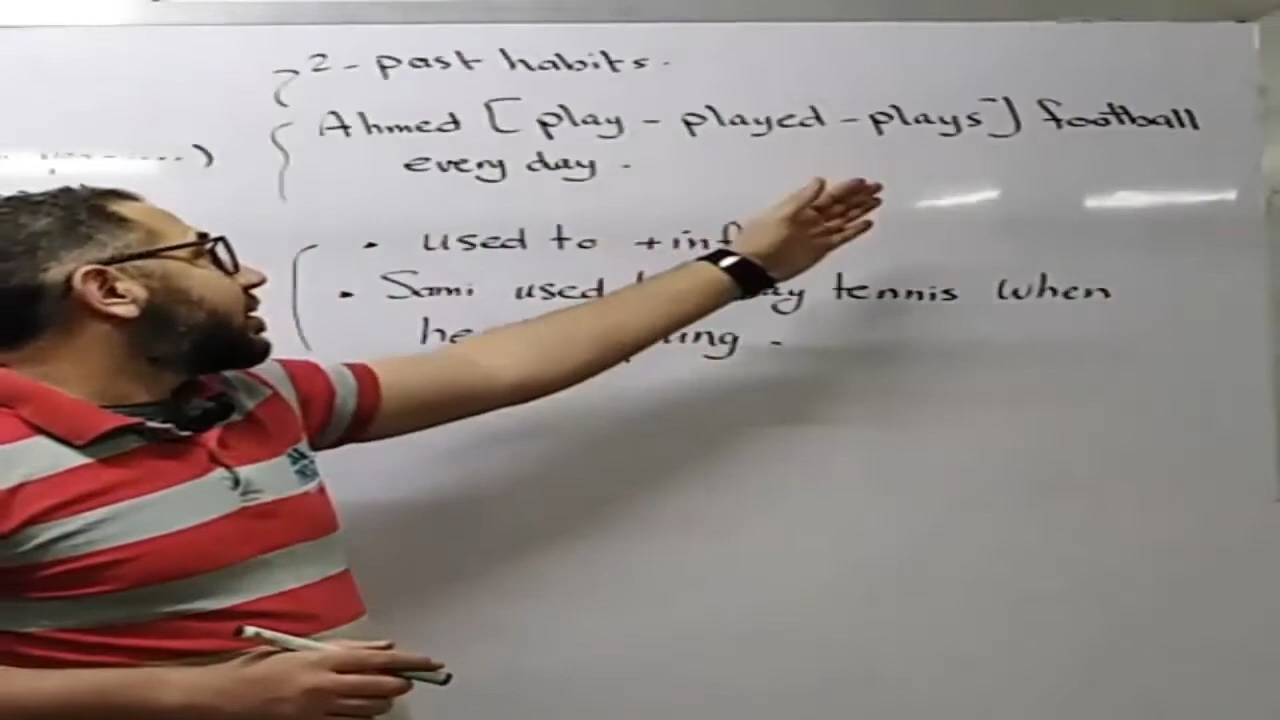 2- past habits.
Ahmed [play - played - plays] football
every day.
• used to + inf
• Sami used tennis when
he